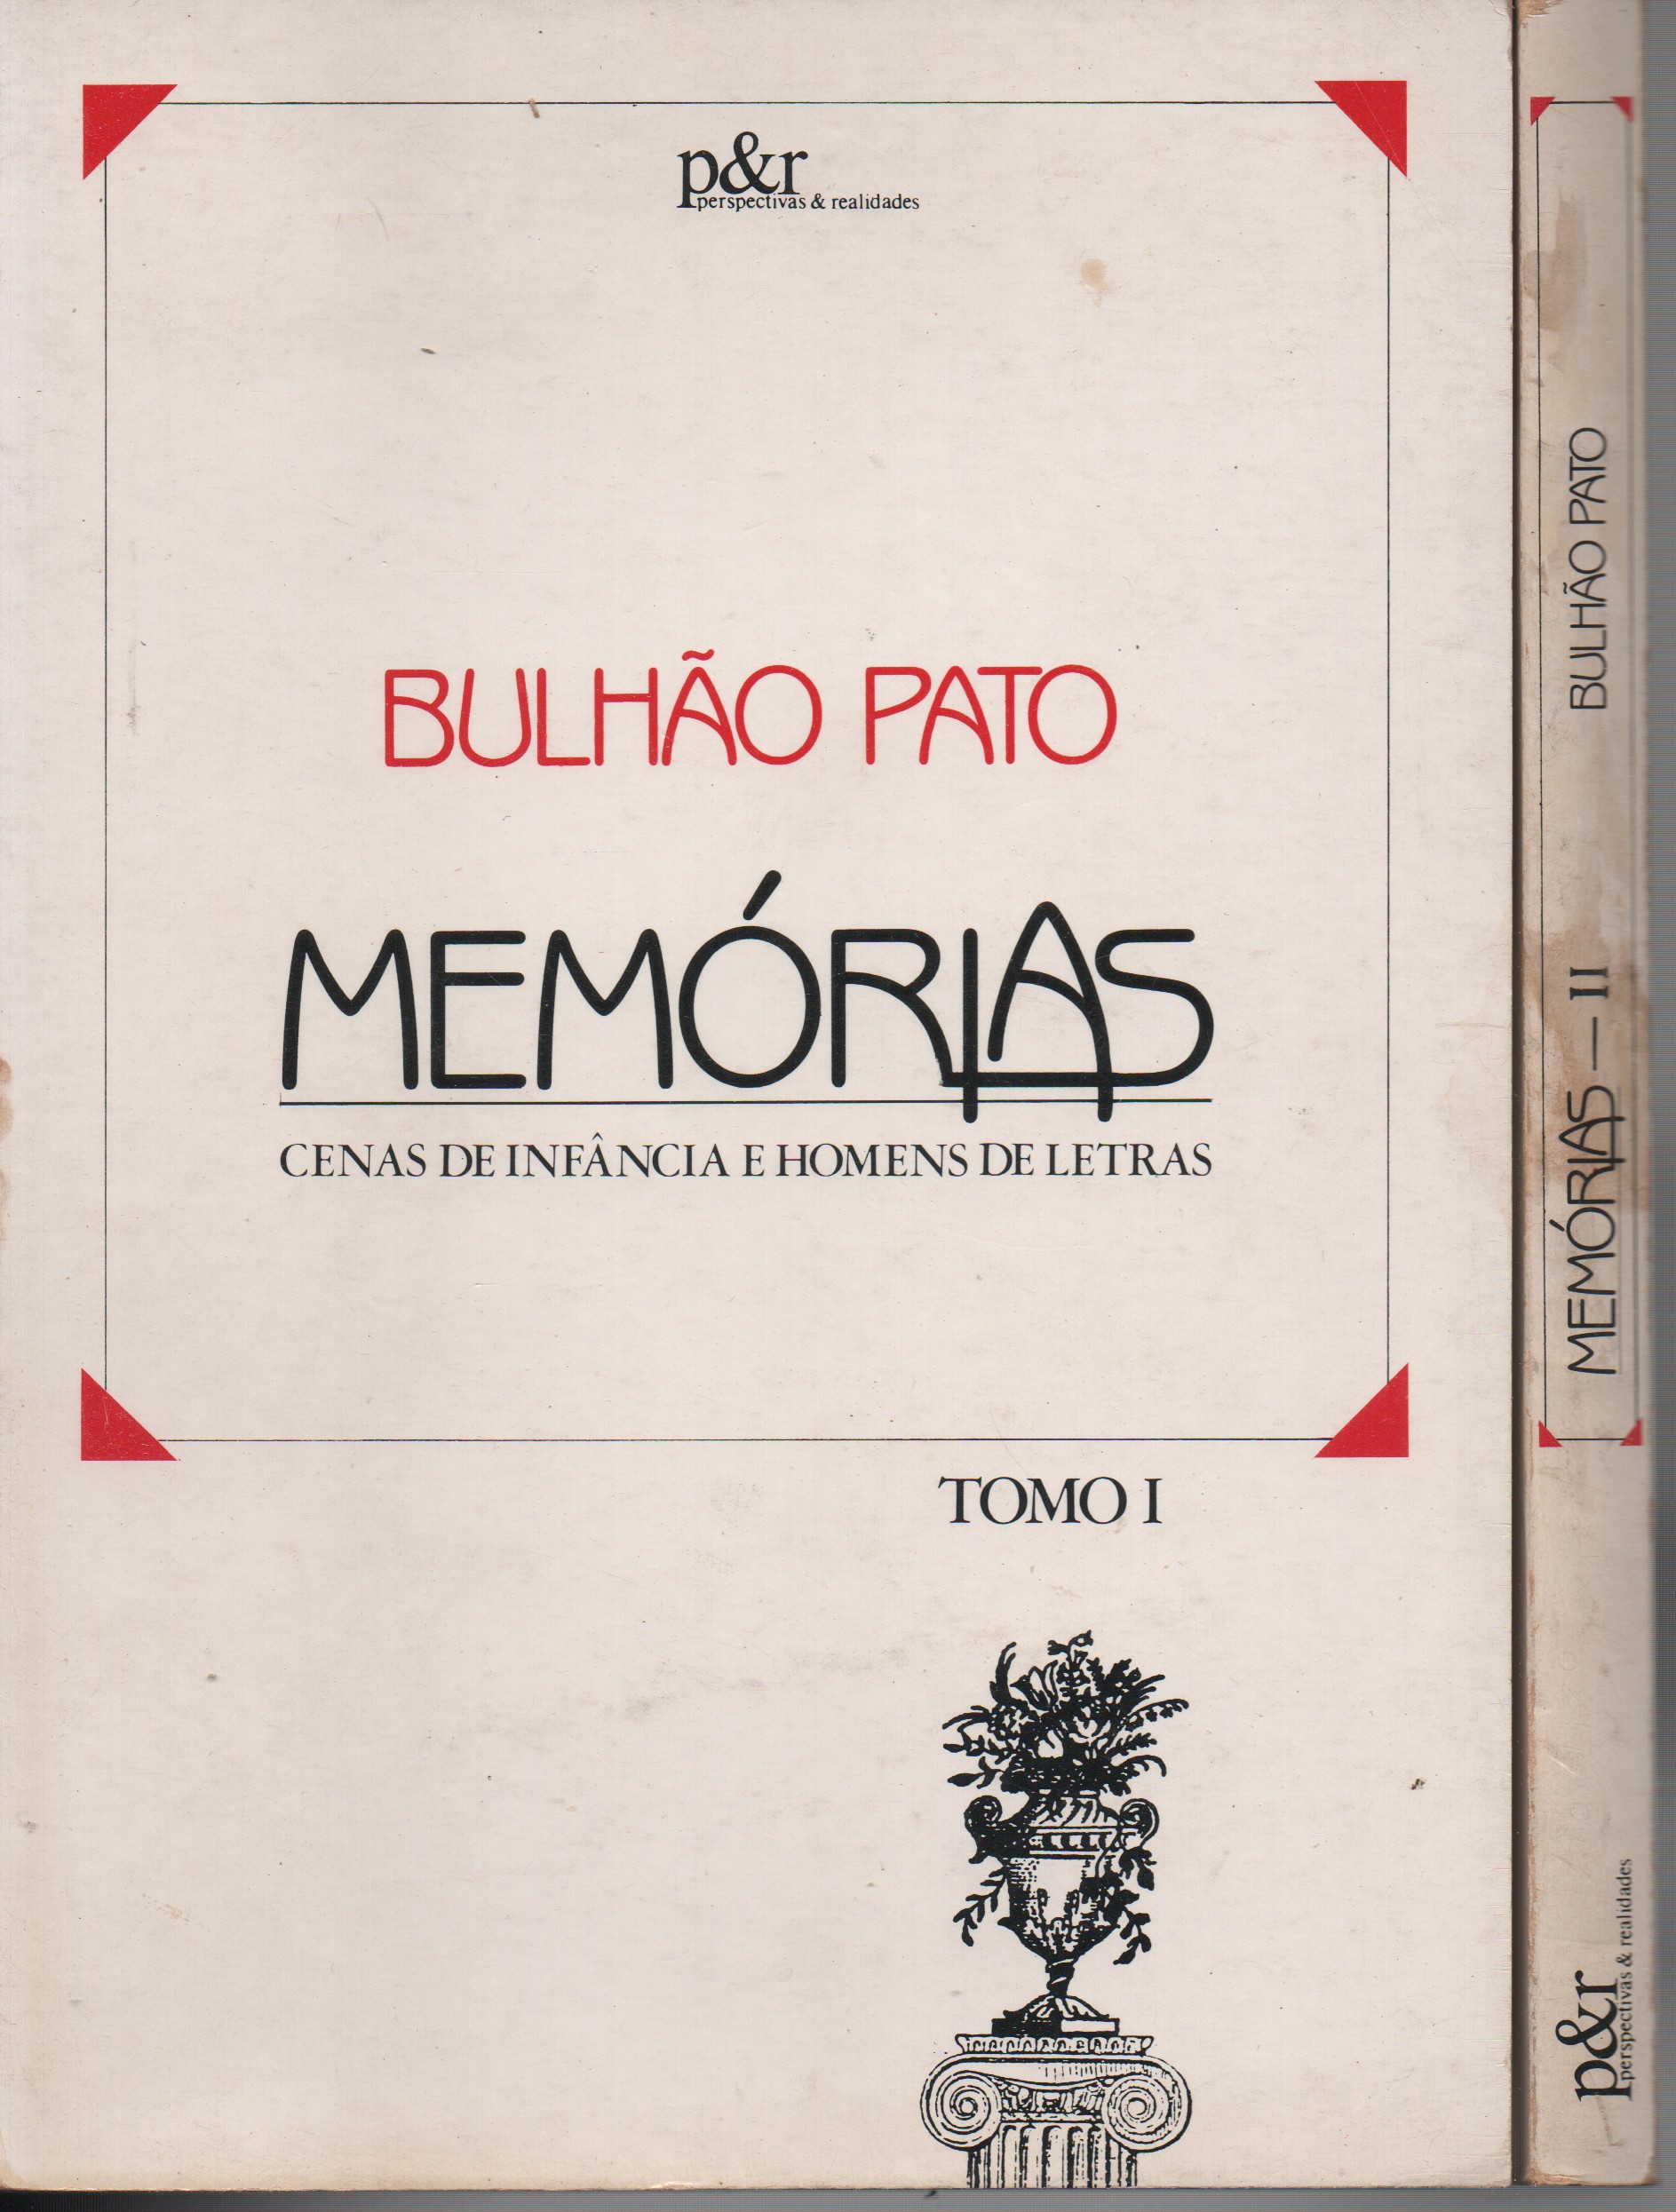 p&r
perspectivas & realidades
BULHÃO PATO
MEMÓRIAS
CENAS DE INFÂNCIA E HOMENS DE LETRAS
TOMO I
BULHÃO PATO
MEMÓRIAS — II
p&r
perspectivas & realidades